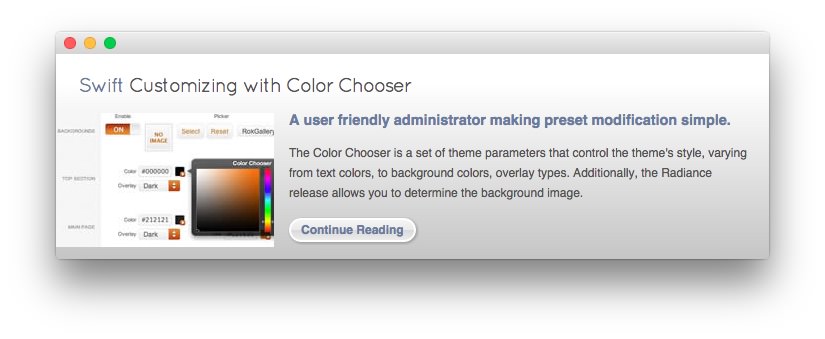 Swift Customizing with Color Chooser
Enable
Picker
BACKGROUNDS
ON
NO
IMAGE
Select
Reset
RokGallery
Color Chooser
Color
#000000
TOP SECTION
Overlay
Dark
Color
#212121
MAIN PAGE
Overlay
Dark
A user friendly administrator making preset modification simple.
The Color Chooser is a set of theme parameters that control the theme's style, varying
from text colors, to background colors, overlay types. Additionally, the Radiance
release allows you to determine the background image.
Continue Reading